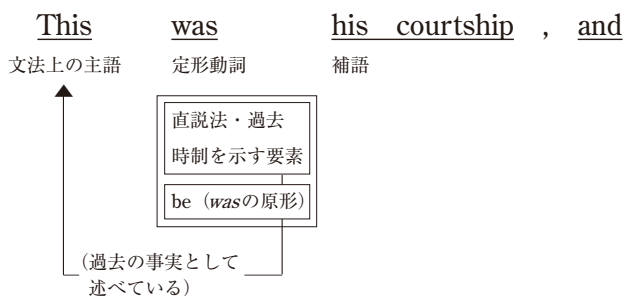 This was his courtship , and
文法上の主語 定形動詞 補語
直説法・過去
時制を示す要素
be（wasの原形）
（過去の事実として
述べている）